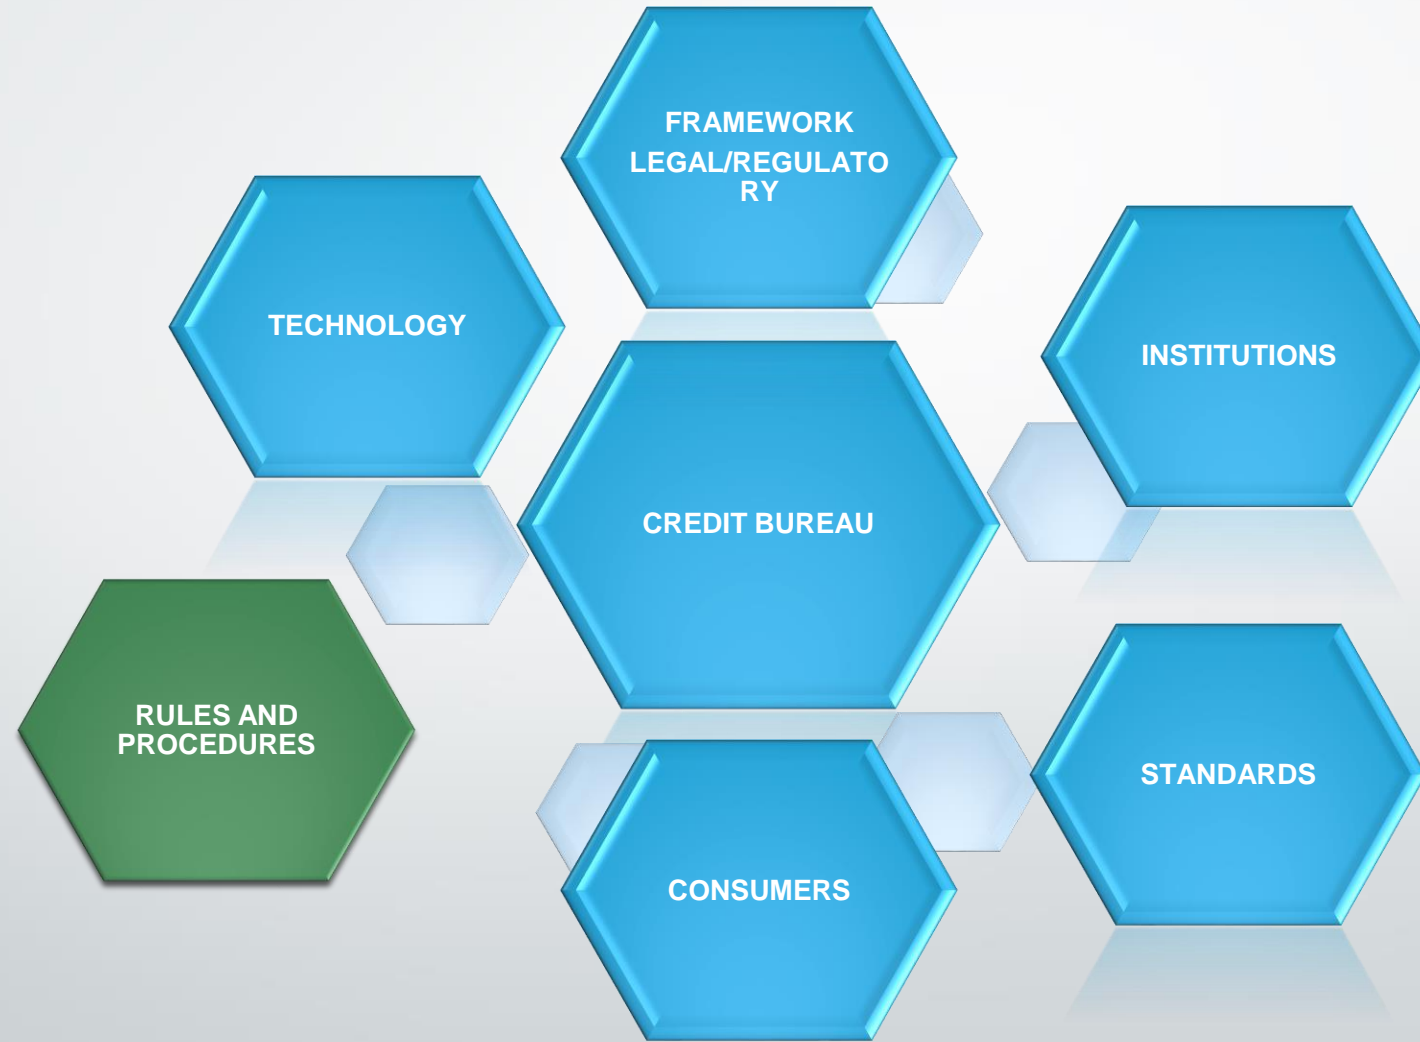 FRAMEWORK
LEGAL/REGULATO
RY
TECHNOLOGY
INSTITUTIONS
CREDIT BUREAU
RULES AND
PROCEDURES
STANDARDS
CONSUMERS